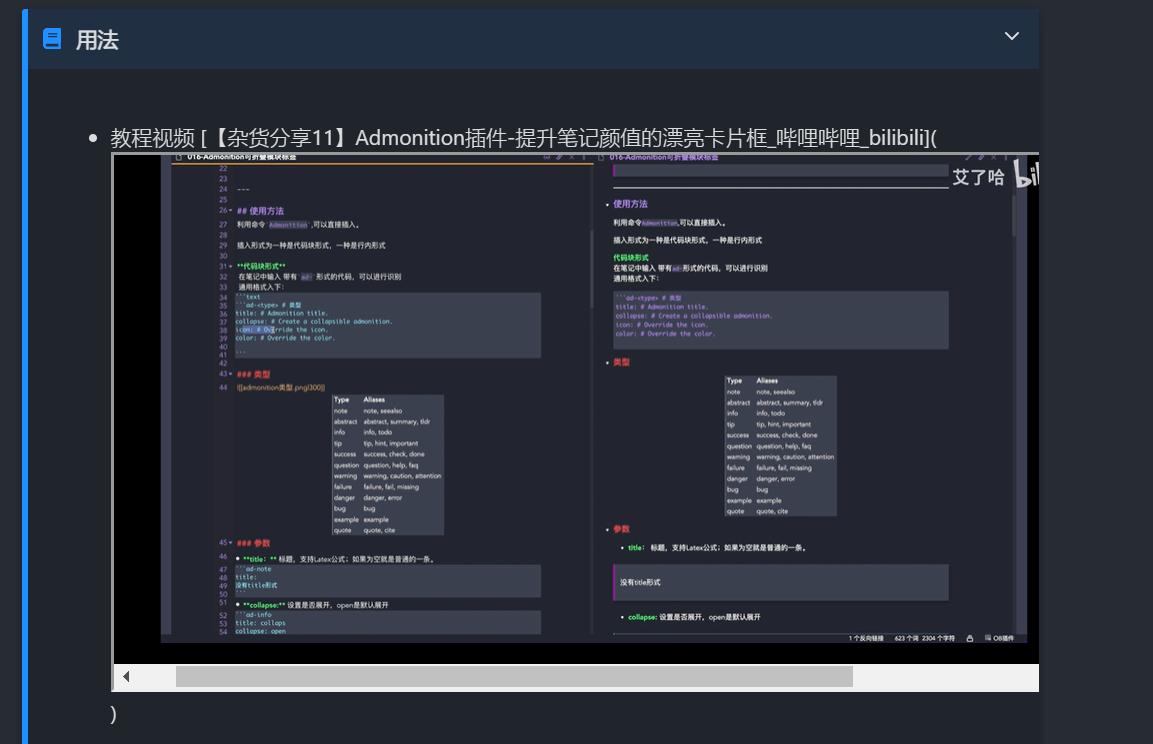 用法
教程视频 [【杂货分享11】Admonition插件-提升笔记颜值的漂亮卡片框_哔哩哔哩_bilibili](
016-Admonition可折叠模块标签
22
23
24 ---
25
26 ## 使用方法
27 利用命令 `Admonition`,可以直接插入。
28
29 插入形式为一种是代码块形式，一种是行内形式
30
31 **代码块形式**
32 在笔记中输入 带有 `ad-` 形式的代码，可以进行识别
33 通用格式入下：
34 ```text
35 ```ad-<type> # 类型
36 title: # Admonition title.
37 collapse: # Create a collapsible admonition.
38 icon: # Override the icon.
39 color: # Override the color.
40
41 ```
42
43 ### 类型
44 ![[admonition类型.png|300]]
Type Aliases
note note, seealso
abstract abstract, summary, tldr
info info, todo
tip tip, hint, important
success success, check, done
question question, help, faq
warning warning, caution, attention
failure failure, fail, missing
danger danger, error
bug bug
example example
quote quote, cite
45 ### 参数
46 **title：** 标题，支持Latex公式；如果为空就是普通的一条。
47 ```ad-note
48 title:
49 没有title形式
50 ```
51 **collapse:** 设置是否展开，open是默认展开
52 ```ad-info
53 title: collaps
54 collapse: open
016-Admonition可折叠模块标签
艾了哈 bil
使用方法
利用命令Admonition,可以直接插入。
插入形式为一种是代码块形式，一种是行内形式
代码块形式
在笔记中输入 带有ad-形式的代码，可以进行识别
通用格式入下：
```ad-<type> # 类型
title: # Admonition title.
collapse: # Create a collapsible admonition.
icon: # Override the icon.
color: # Override the color.
类型
Type Aliases
note note, seealso
abstract abstract, summary, tldr
info info, todo
tip tip, hint, important
success success, check, done
question question, help, faq
warning warning, caution, attention
failure failure, fail, missing
danger danger, error
bug bug
example example
quote quote, cite
参数
title： 标题，支持Latex公式；如果为空就是普通的一条。
没有title形式
collapse: 设置是否展开，open是默认展开
1 个反向链接 623 个词 2304 个字符 OB插件
)